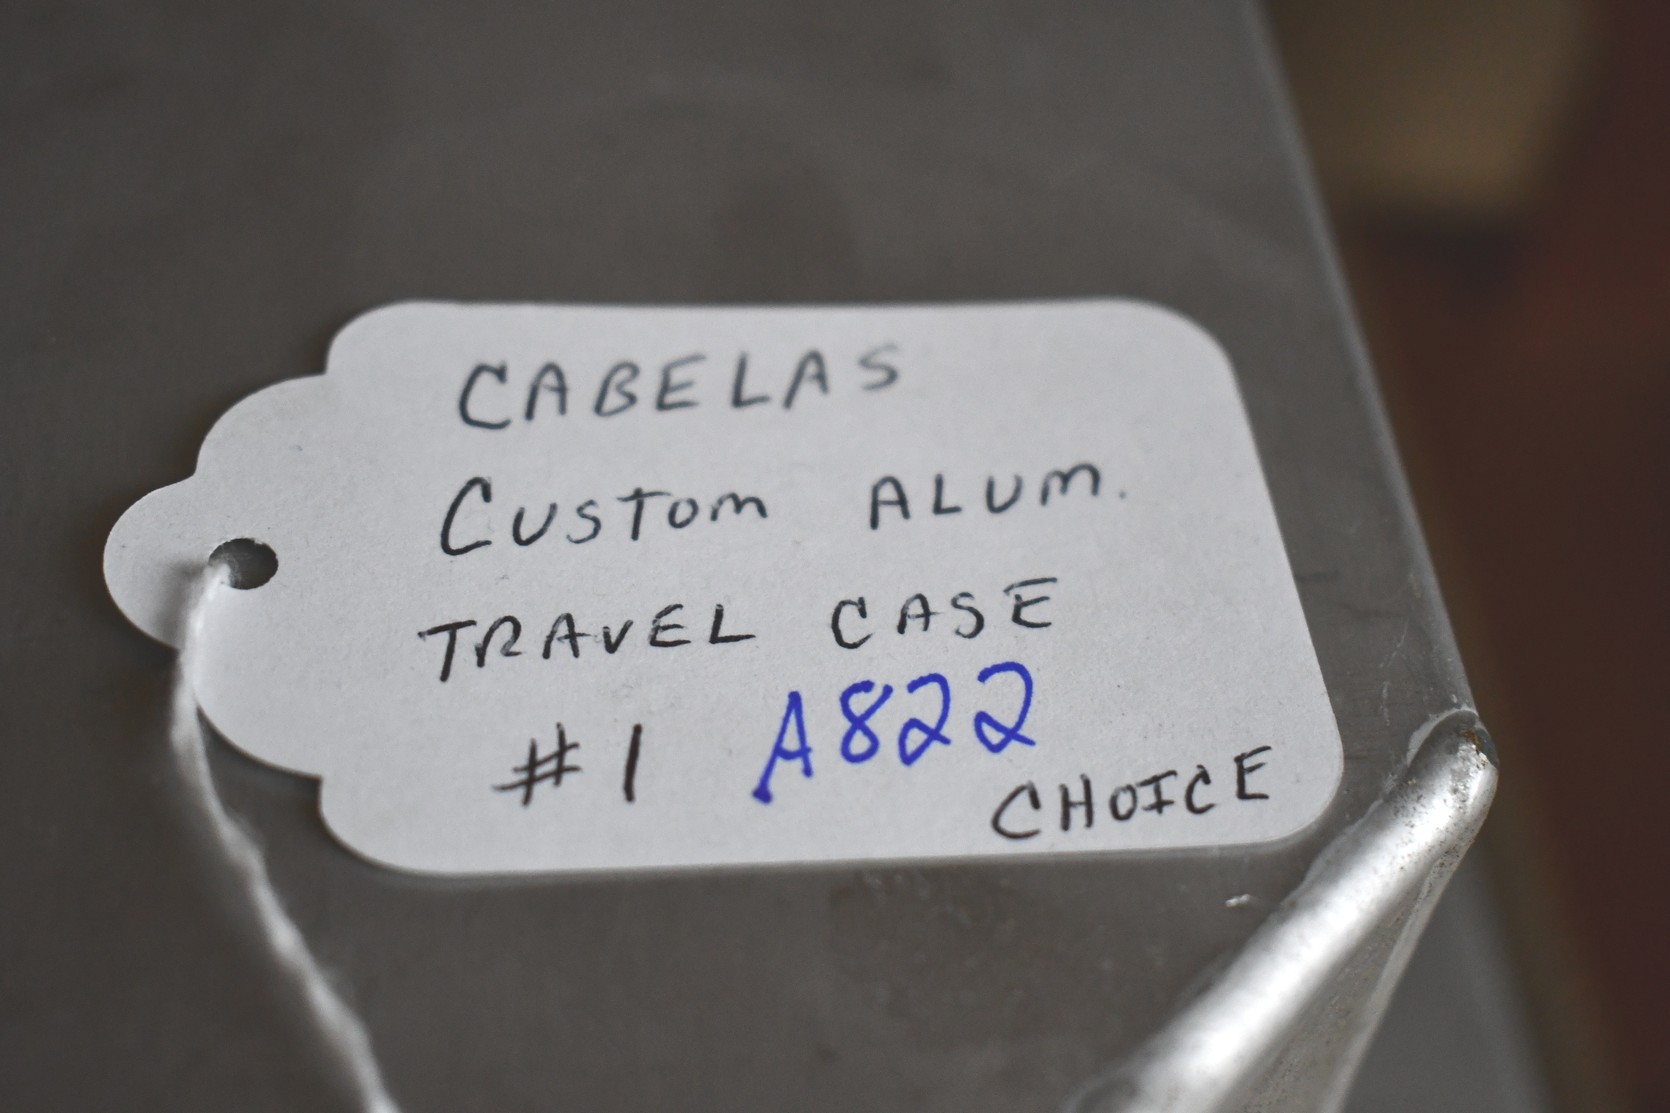 CABELAS
Custom ALUM.
TRAVEL CASE
#1 A822
CHOICE